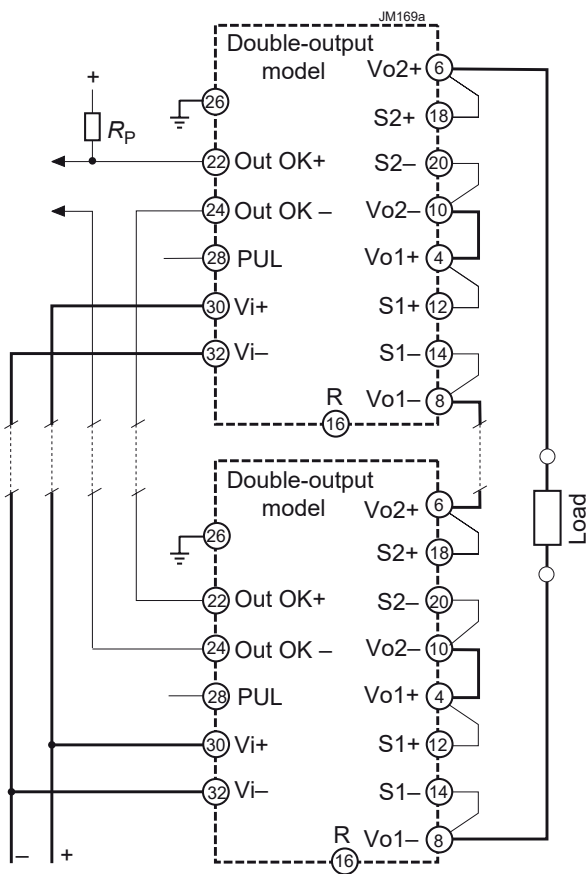 JM169a
Double-output
model
Vo2+ 6
26
S2+ 18
+
RP
22 Out OK+
S2– 20
24 Out OK –
Vo2– 10
28 PUL
Vo1+ 4
30 Vi+
S1+ 12
32 Vi–
S1– 14
R
16
Vo1– 8
Double-output
model
Vo2+ 6
26
S2+ 18
Load
22 Out OK+
S2– 20
24 Out OK –
Vo2– 10
28 PUL
Vo1+ 4
30 Vi+
S1+ 12
32 Vi–
S1– 14
R
16
Vo1– 8
– +